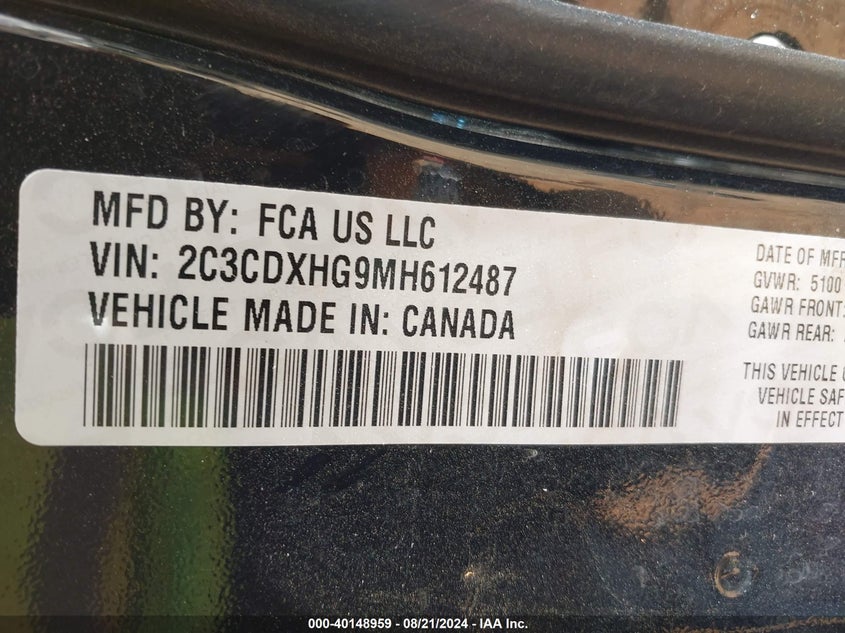 MFD BY: FCA US LLC
VIN: 2C3CDXHG9MH612487
VEHICLE MADE IN: CANADA
DATE OF MFR
GVWR: 5100
GAWR FRONT:
GAWR REAR:
THIS VEHICLE
VEHICLE SAF
IN EFFECT
000-40148959 - 08/21/2024 - IAA Inc.